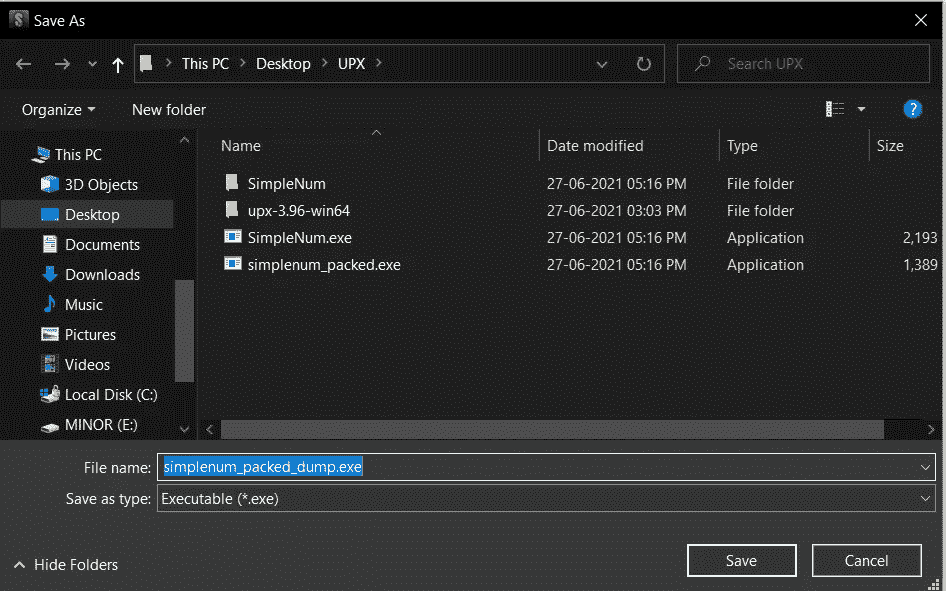 Save As
This PC > Desktop > UPX >
Search UPX
Organize New folder
?
Name Date modified Type Size
SimpleNum 27-06-2021 05:16 PM File folder
upx-3.96-win64 27-06-2021 03:03 PM File folder
SimpleNum.exe 27-06-2021 05:16 PM Application 2,193
simplenum_packed.exe 27-06-2021 05:16 PM Application 1,389
This PC
3D Objects
Desktop
Documents
Downloads
Music
Pictures
Videos
Local Disk (C:)
MINOR (E:)
File name: simplenum_packed_dump.exe
Save as type: Executable (*.exe)
Hide Folders
Save Cancel